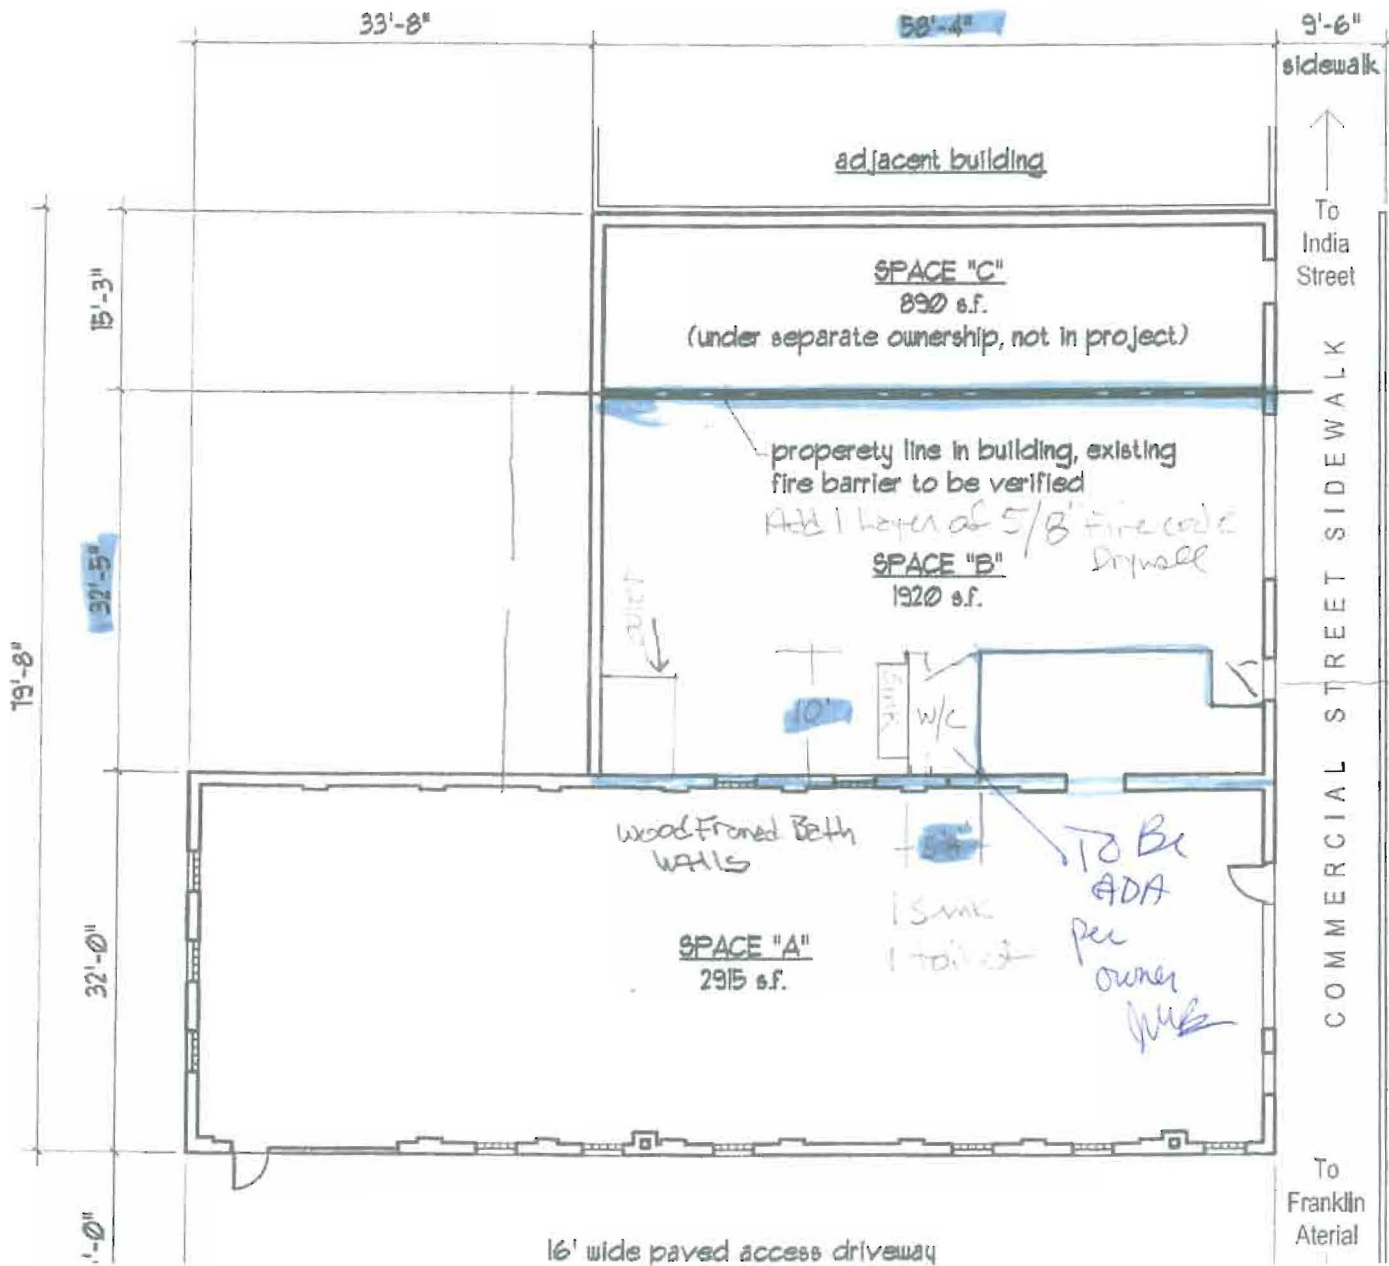 33'-8"
58'-4"
9'-6"
sidewalk
adjacent building
To
India
Street
15'-3"
SPACE "C"
890 s.f.
(under separate ownership, not in project)
properety line in building, existing
fire barrier to be verified
Add 1 Layer of 5/8" Fire code
Drywall
SPACE "B"
1920 s.f.
32'-5"
79'-8"
10'
Sink
W/C
COMMERCIAL STREET SIDEWALK
Wood Framed Bath
Walls
To Be
ADA
per
owner
1 sink
1 toilet
SPACE "A"
2915 s.f.
32'-0"
'-0"
To
Franklin
Aterial
16' wide paved access driveway